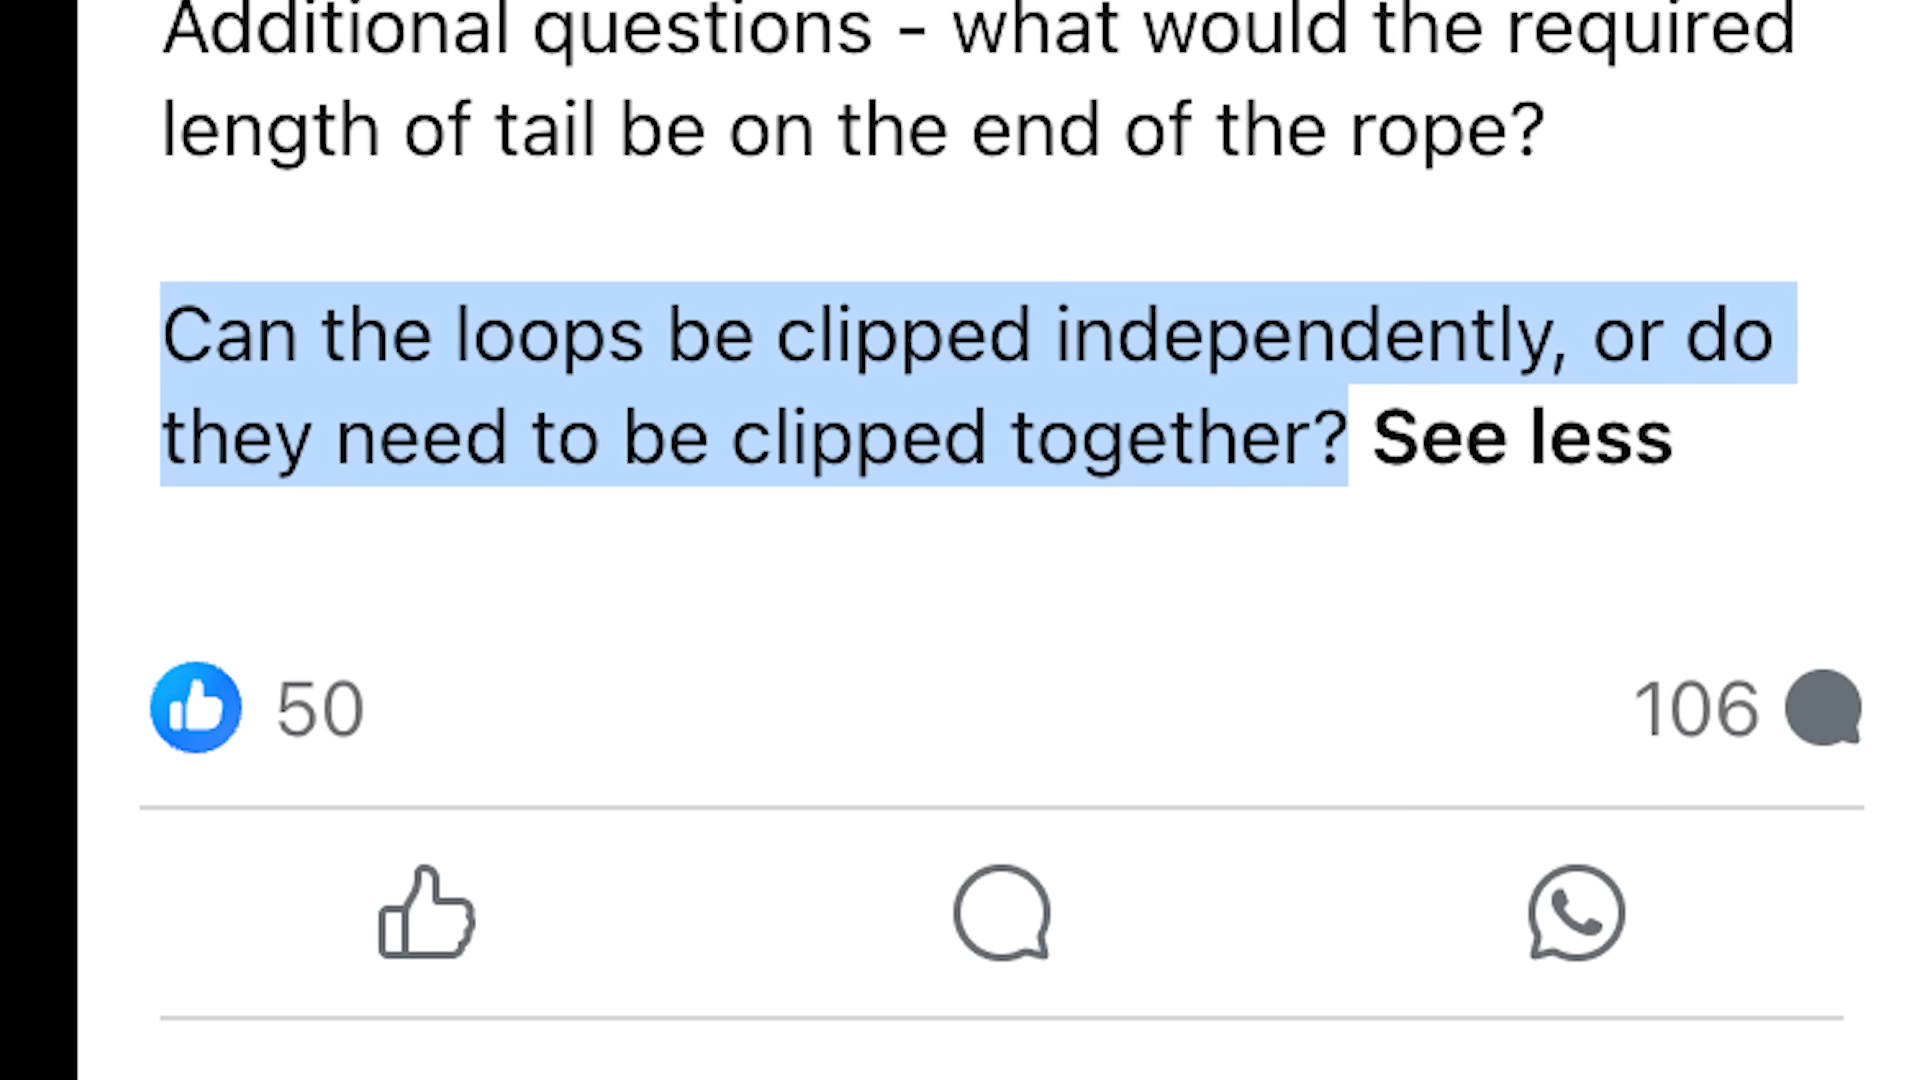 Additional questions - what would the required
length of tail be on the end of the rope?
Can the loops be clipped independently, or do
they need to be clipped together? See less
50
106